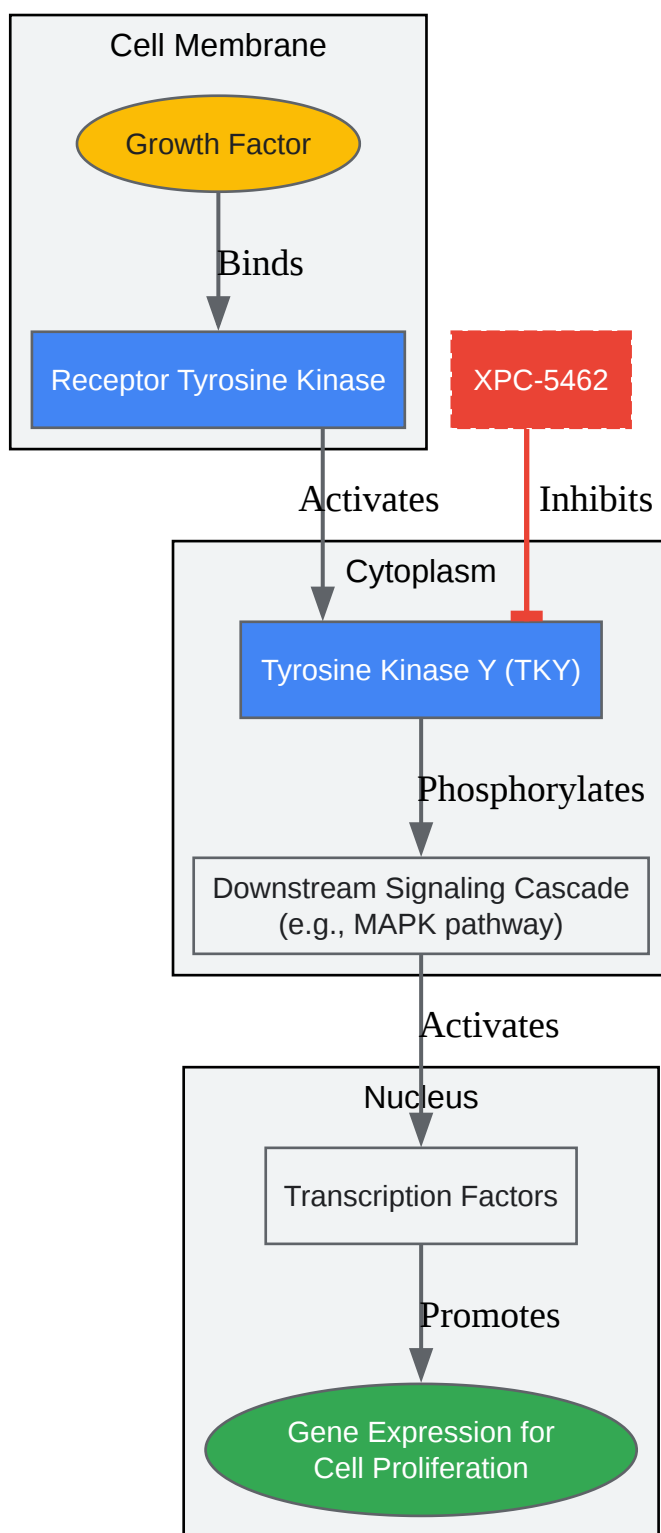 Cell Membrane
Growth Factor
Binds
Receptor Tyrosine Kinase
XPC-5462
Activates
Inhibits
Cytoplasm
Tyrosine Kinase Y (TKY)
Phosphorylates
Downstream Signaling Cascade
(e.g., MAPK pathway)
Activates
Nucleus
Transcription Factors
Promotes
Gene Expression for
Cell Proliferation